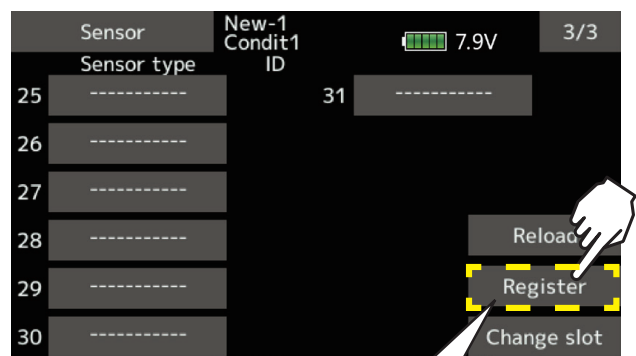 Sensor
New-1
Condit1
7.9V
3/3
Sensor type ID
25 -----------
31 -----------
26 -----------
27 -----------
28 -----------
Reload
29 -----------
Register
30 -----------
Change slot